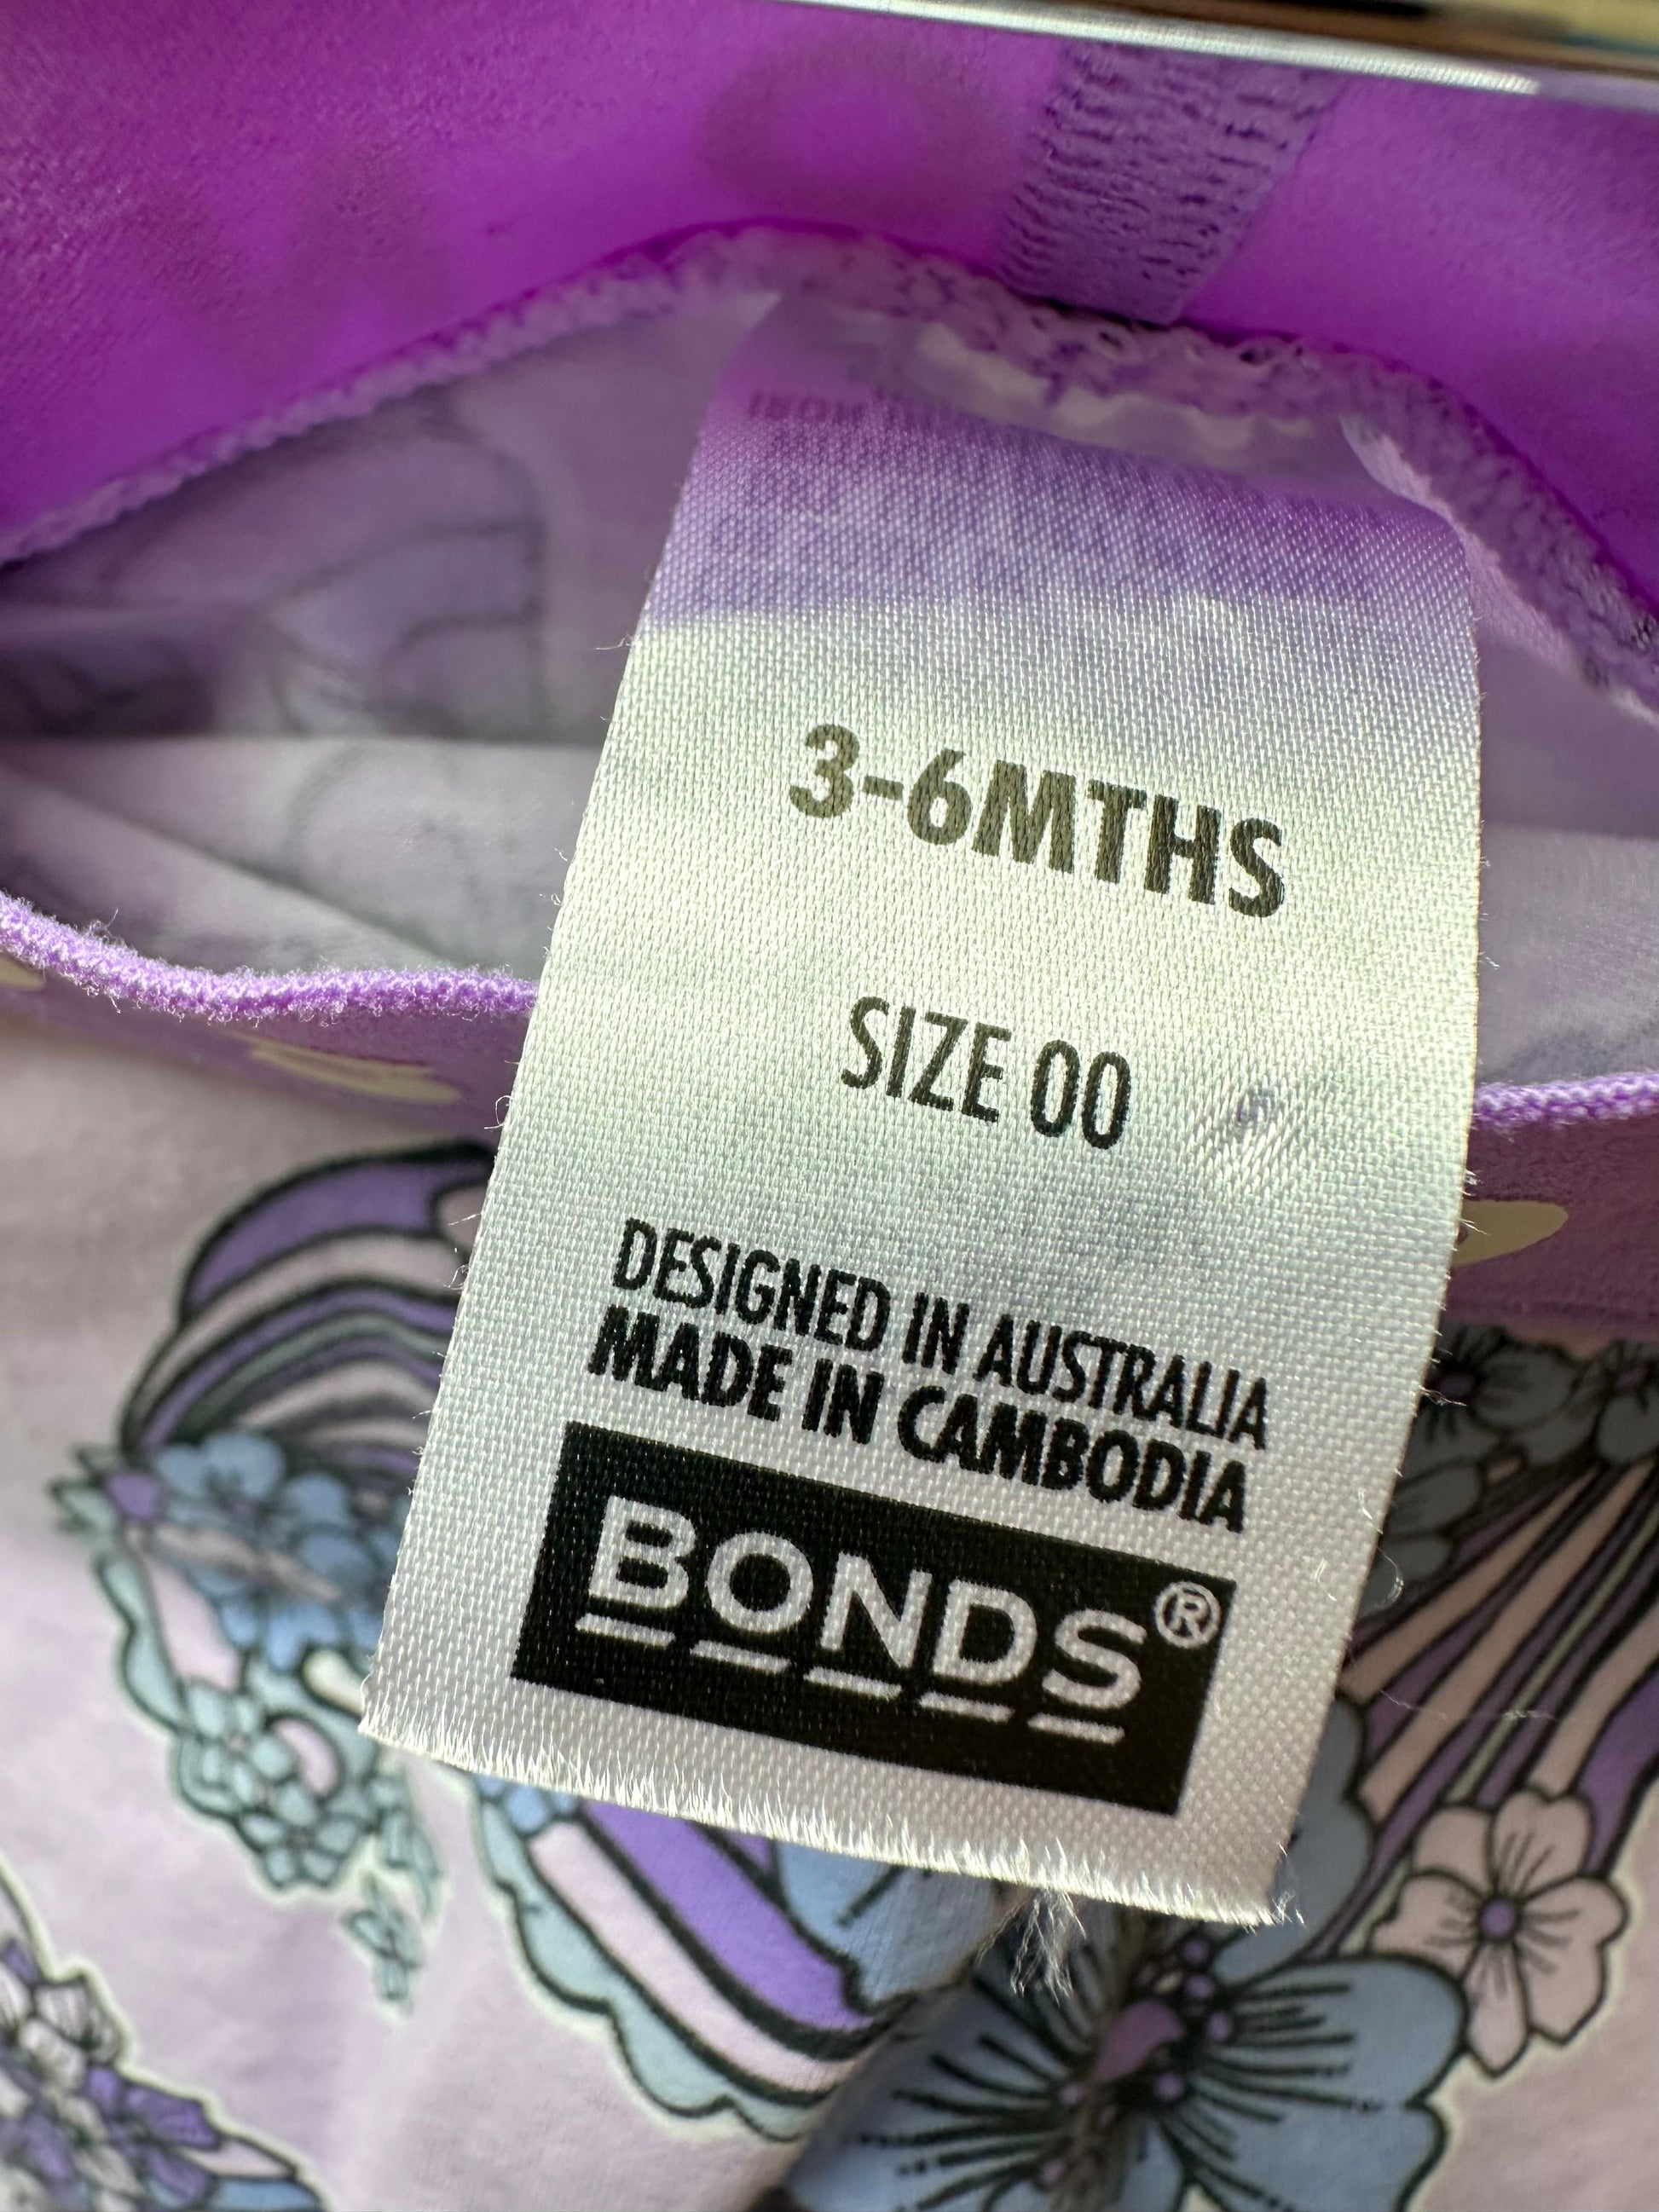 3-6MTHS
SIZE 00
DESIGNED IN AUSTRALIA
MADE IN CAMBODIA
BONDS®